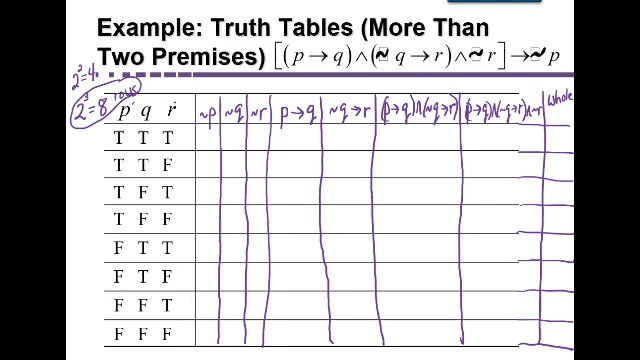 Example: Truth Tables (More Than
Two Premises) [(p → q) ∧ (~ q → r) ∧ ~ r] → ~ p
2²=4
2³=8 rows
p q r ~p ~q ~r p→q ~q→r (p→q)∧(~q→r) (p→q)∧(~q→r)∧~r Whole
T T T
T T F
T F T
T F F
F T T
F T F
F F T
F F F